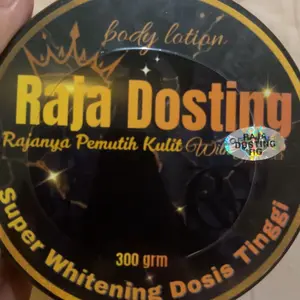 body lotion
Raja Dosting
Rajanya Pemutih Kulit
RAJA
DOSTING
300 grm
Super Whitening Dosis Tinggi